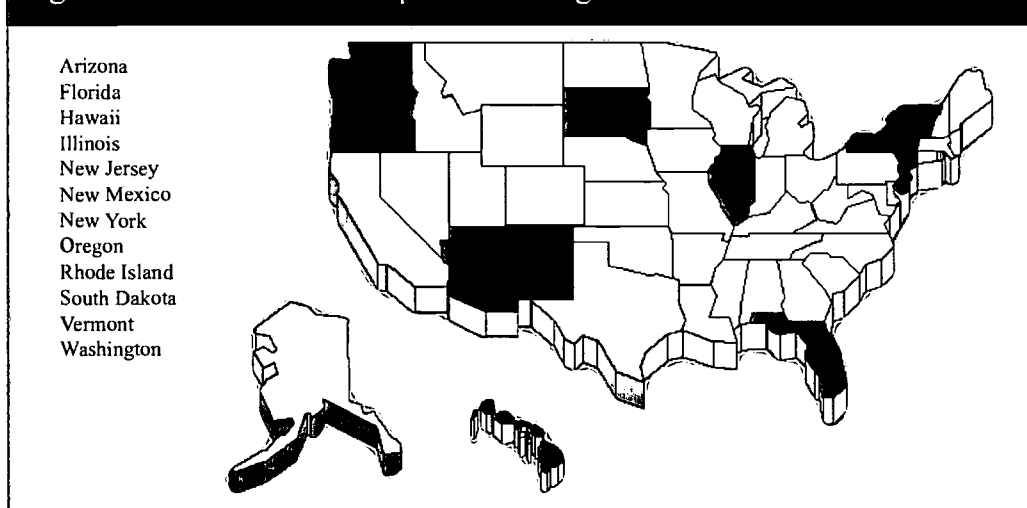 Arizona
Florida
Hawaii
Illinois
New Jersey
New Mexico
New York
Oregon
Rhode Island
South Dakota
Vermont
Washington